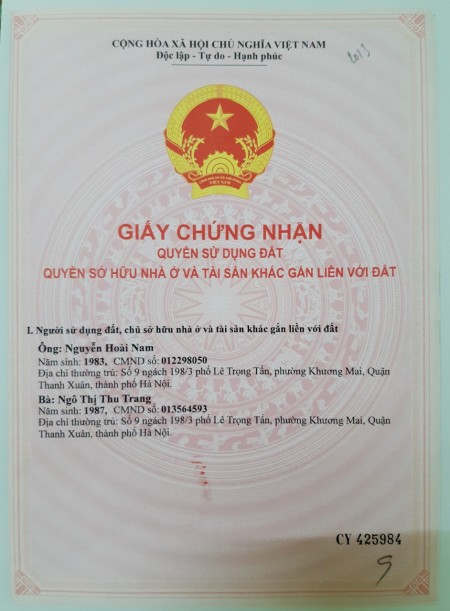 CỘNG HÒA XÃ HỘI CHỦ NGHĨA VIỆT NAM
Độc lập - Tự do - Hạnh phúc
2013
VIỆT NAM
GIẤY CHỨNG NHẬN
QUYỀN SỬ DỤNG ĐẤT
QUYỀN SỞ HỮU NHÀ Ở VÀ TÀI SẢN KHÁC GẮN LIỀN VỚI ĐẤT
I. Người sử dụng đất, chủ sở hữu nhà ở và tài sản khác gắn liền với đất
Ông: Nguyễn Hoài Nam
Năm sinh: 1983, CMND số: 012298050
Địa chỉ thường trú: Số 9 ngách 198/3 phố Lê Trọng Tấn, phường Khương Mai, Quận
Thanh Xuân, thành phố Hà Nội.
Bà: Ngô Thị Thu Trang
Năm sinh: 1987, CMND số: 013564593
Địa chỉ thường trú: Số 9 ngách 198/3 phố Lê Trọng Tấn, phường Khương Mai, Quận
Thanh Xuân, thành phố Hà Nội.
CY 425984